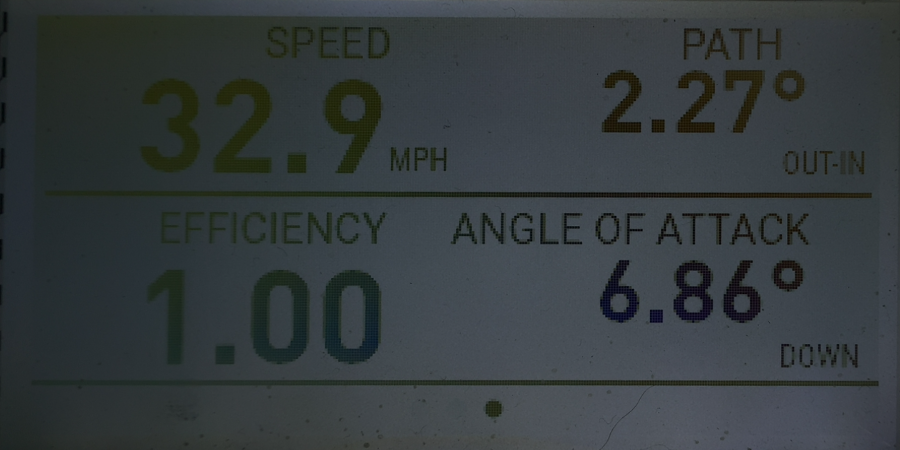 SPEED
32.9 MPH
PATH
2.27°
OUT-IN
EFFICIENCY
1.00
ANGLE OF ATTACK
6.86°
DOWN